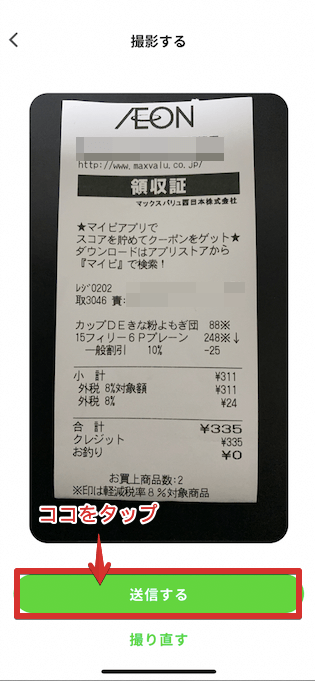 撮影する
ÆON
http://www.maxvalu.co.jp/
領収証
マックスバリュ西日本株式会社
★マイピアプリで
スコアを貯めてクーポンをゲット★
ダウンロードはアプリストアから
『マイピ』で検索!
レジ0202
取3046 責:
カップDEきな粉よもぎ団 88※
15フィリー6Pプレーン 248※↓
一般割引 10% -25
小 計 ¥311
外税 8%対象額 ¥311
外税 8% ¥24
合 計 ¥335
クレジット ¥335
お釣り ¥0
お買上商品数:2
※印は軽減税率8%対象商品
ココをタップ
送信する
撮り直す